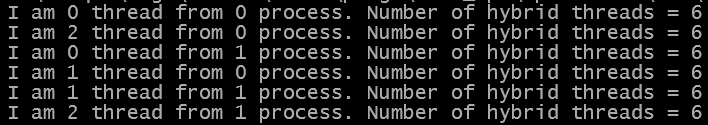 I am 0 thread from 0 process. Number of hybrid threads = 6
I am 2 thread from 0 process. Number of hybrid threads = 6
I am 0 thread from 1 process. Number of hybrid threads = 6
I am 1 thread from 0 process. Number of hybrid threads = 6
I am 1 thread from 1 process. Number of hybrid threads = 6
I am 2 thread from 1 process. Number of hybrid threads = 6